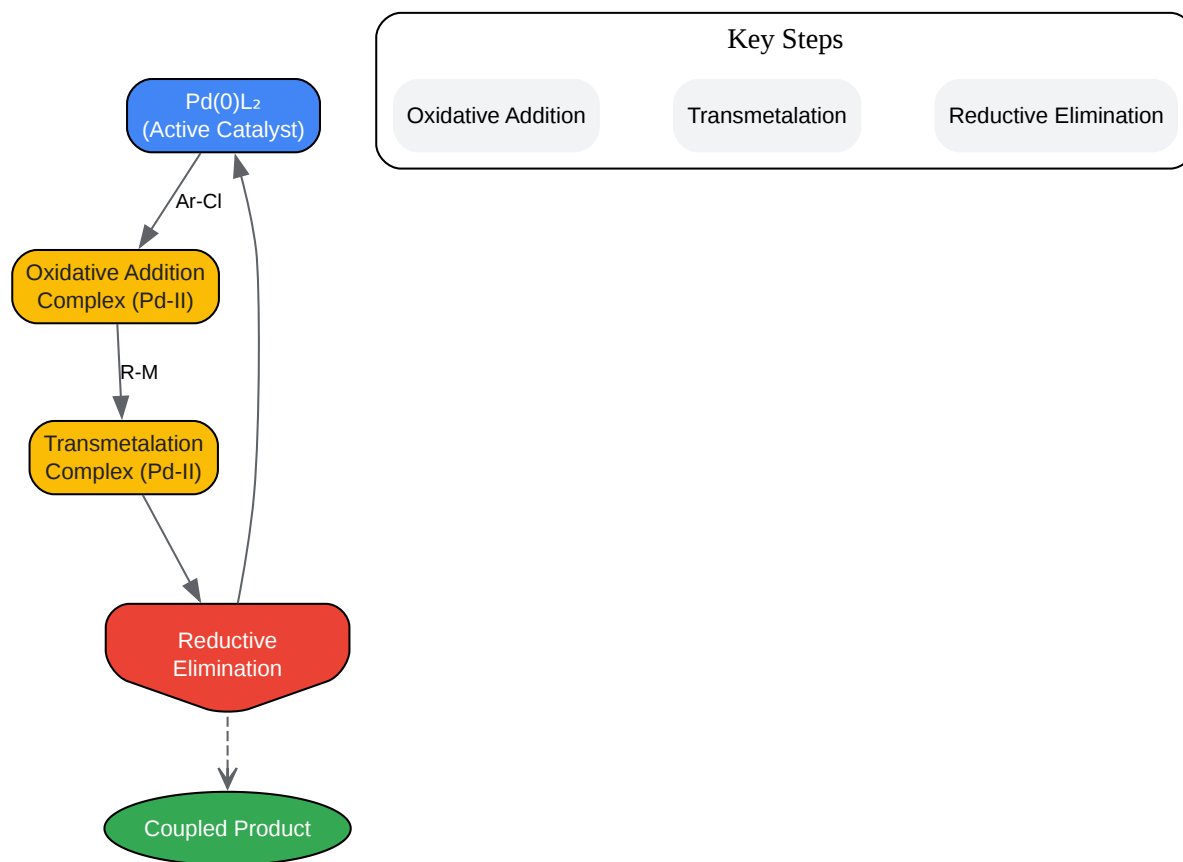 Key Steps
Oxidative Addition
Transmetalation
Reductive Elimination
Pd(0)L₂
(Active Catalyst)
Ar-Cl
Oxidative Addition
Complex (Pd-II)
R-M
Transmetalation
Complex (Pd-II)
Reductive
Elimination
Coupled Product